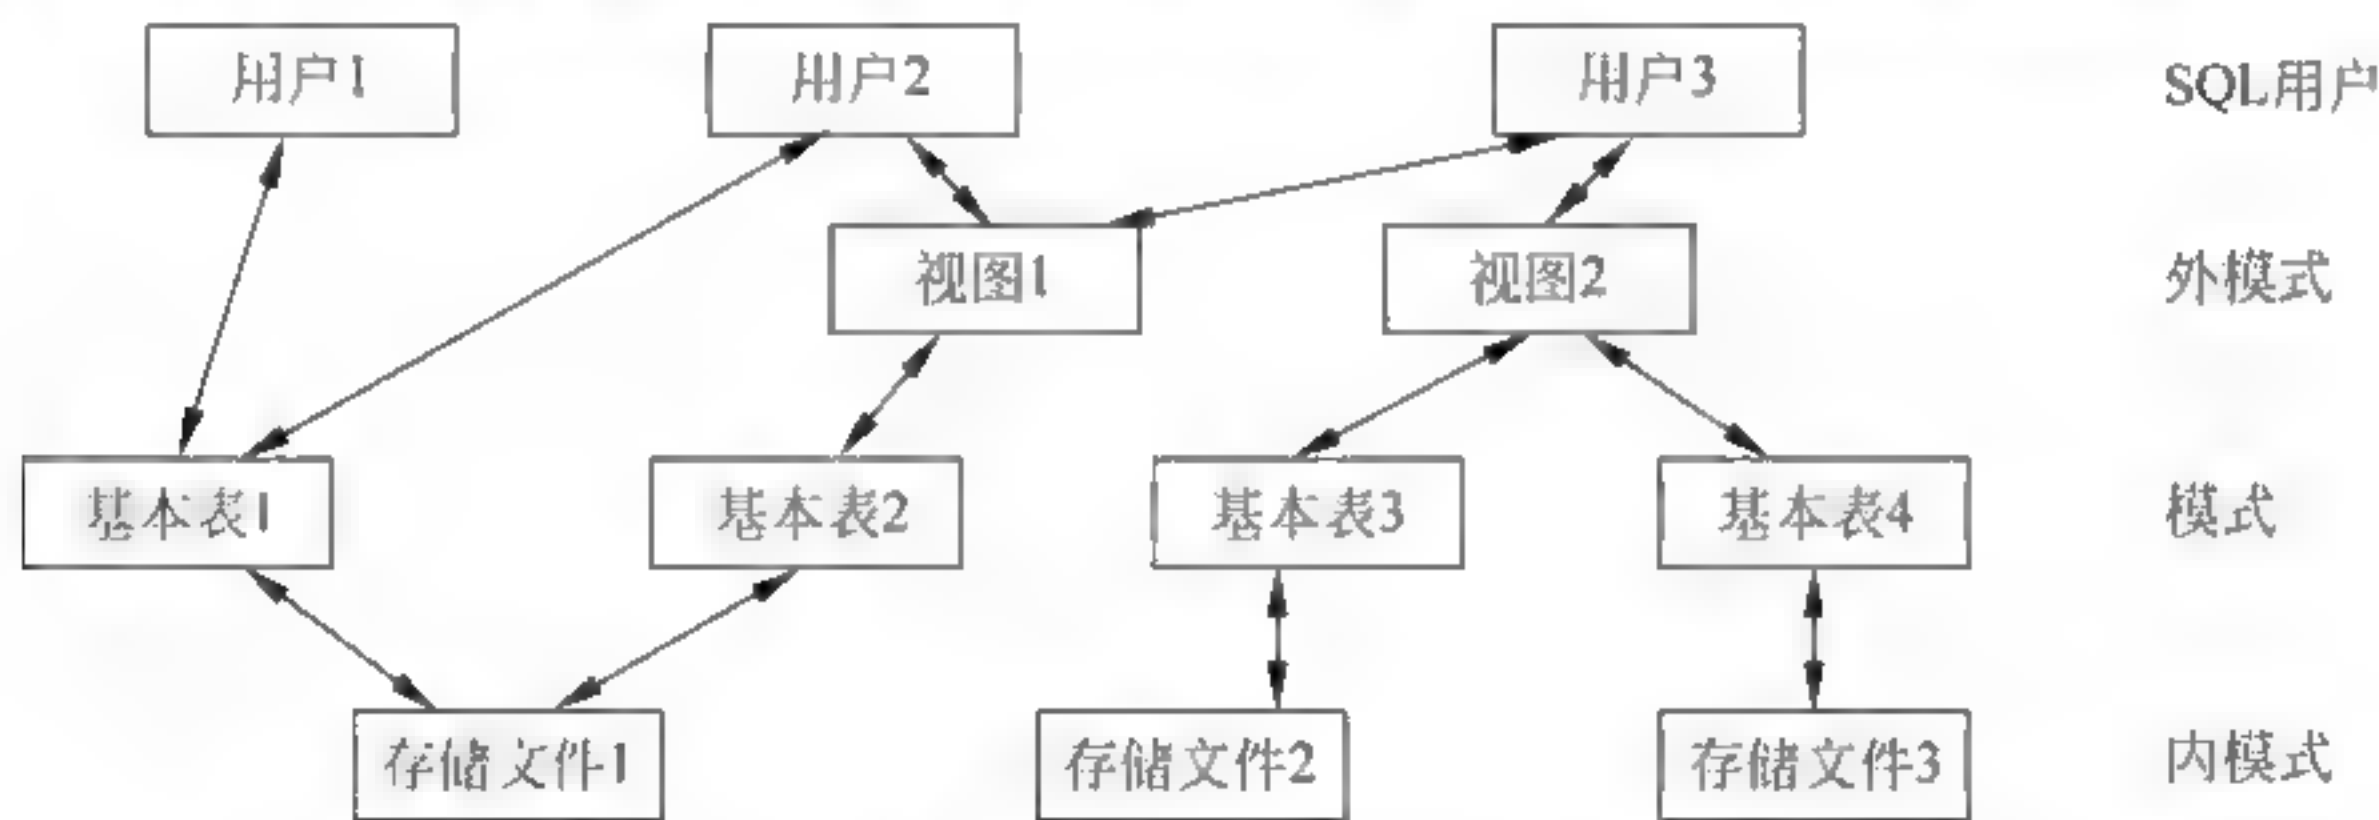 用户1 用户2 用户3 SQL用户
视图1 视图2 外模式
基本表1 基本表2 基本表3 基本表4 模式
存储文件1 存储文件2 存储文件3 内模式